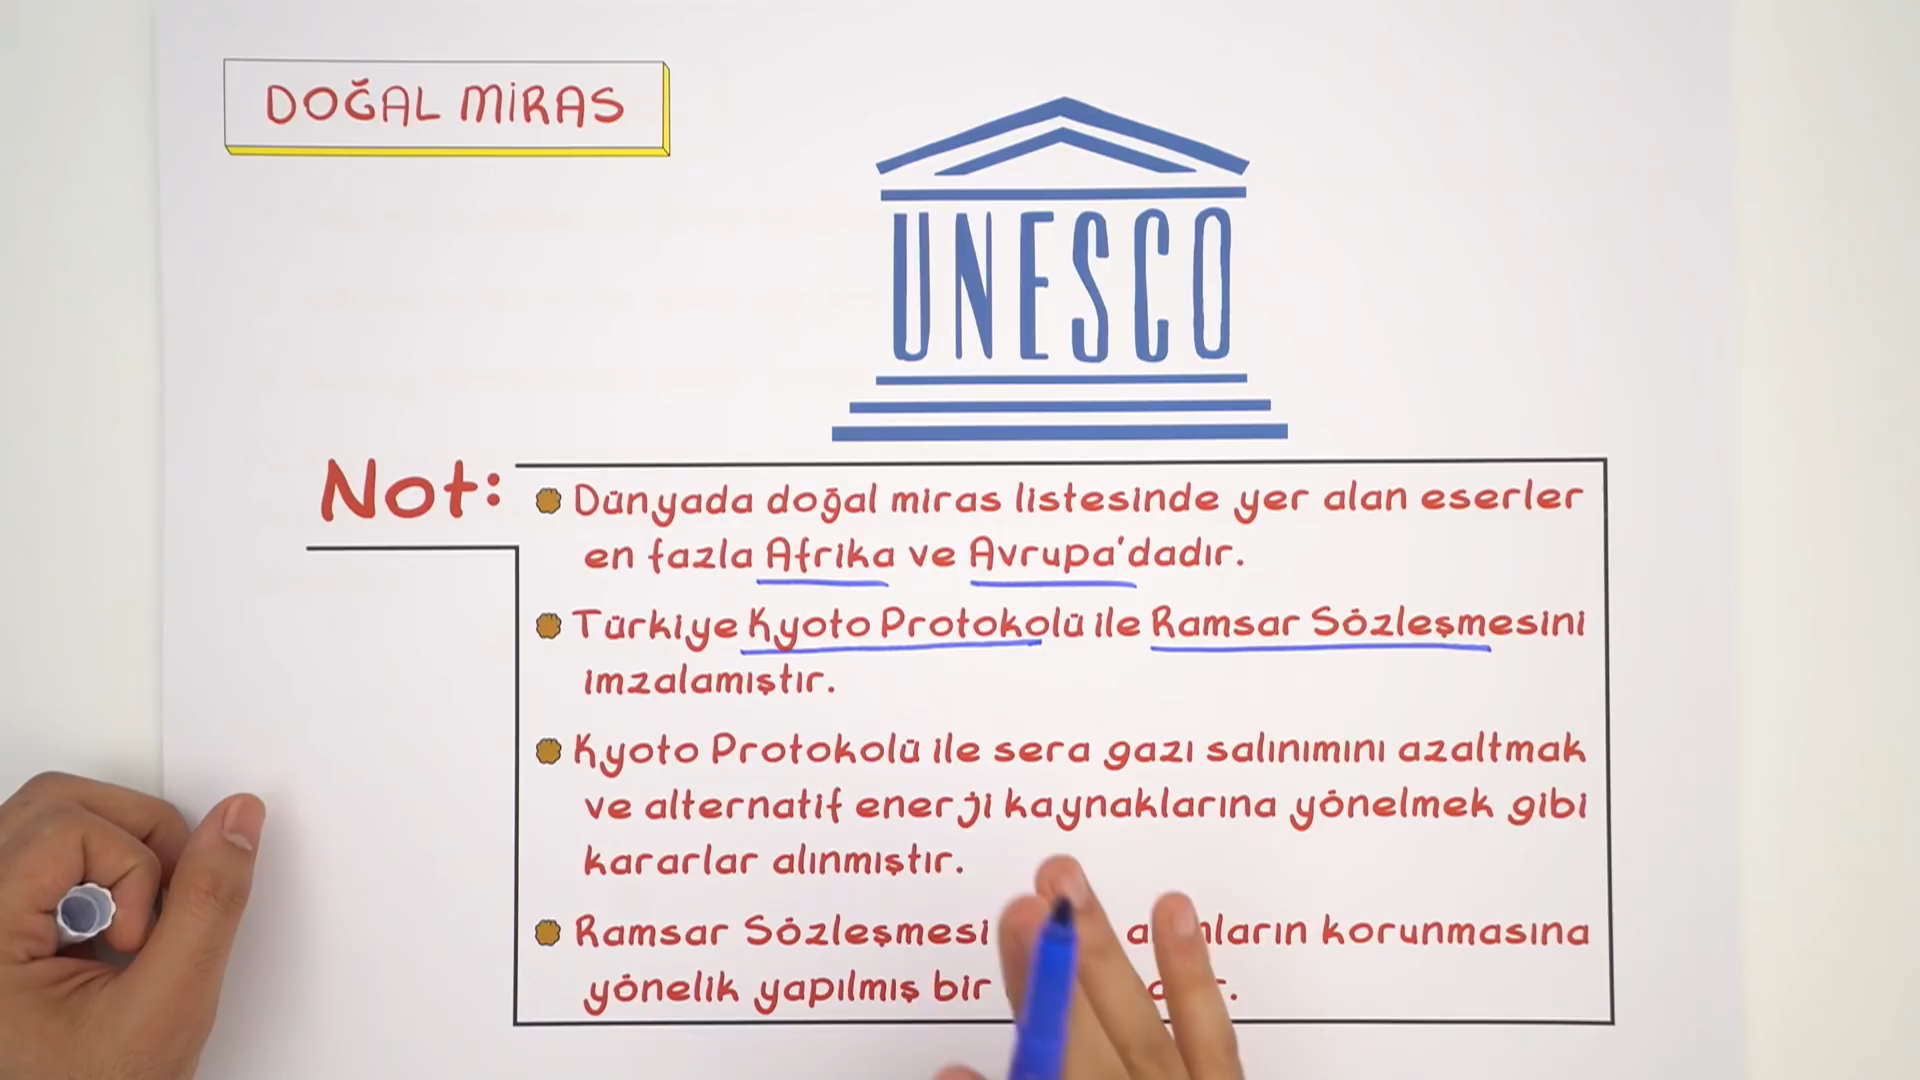 DOĞAL MİRAS
UNESCO
Not:
Dünyada doğal miras listesinde yer alan eserler
en fazla Afrika ve Avrupa'dadır.
Türkiye Kyoto Protokolü ile Ramsar Sözleşmesini
imzalamıştır.
Kyoto Protokolü ile sera gazı salınımını azaltmak
ve alternatif enerji kaynaklarına yönelmek gibi
kararlar alınmıştır.
Ramsar Sözleşmesi korunmasına
yönelik yapılmış bir